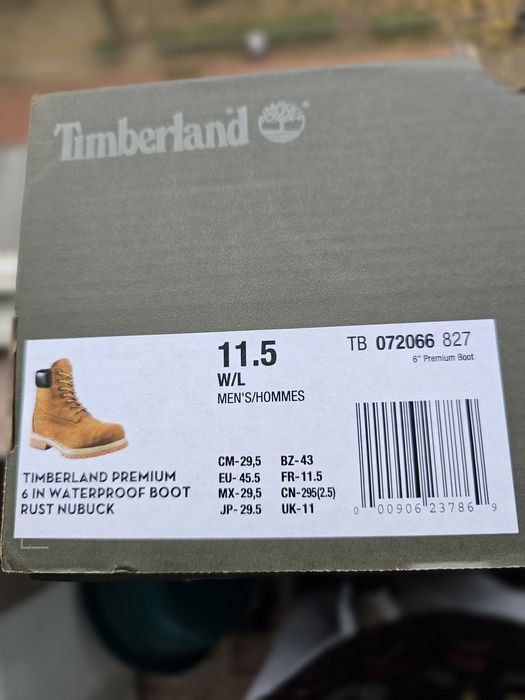 Timberland®
11.5
W/L
MEN'S/HOMMES
TB 072066 827
6" Premium Boot
CM-29,5 BZ-43
EU- 45.5 FR-11.5
MX-29,5 CN-295(2.5)
JP- 29.5 UK-11
TIMBERLAND PREMIUM
6 IN WATERPROOF BOOT
RUST NUBUCK
0 00906 23786 9